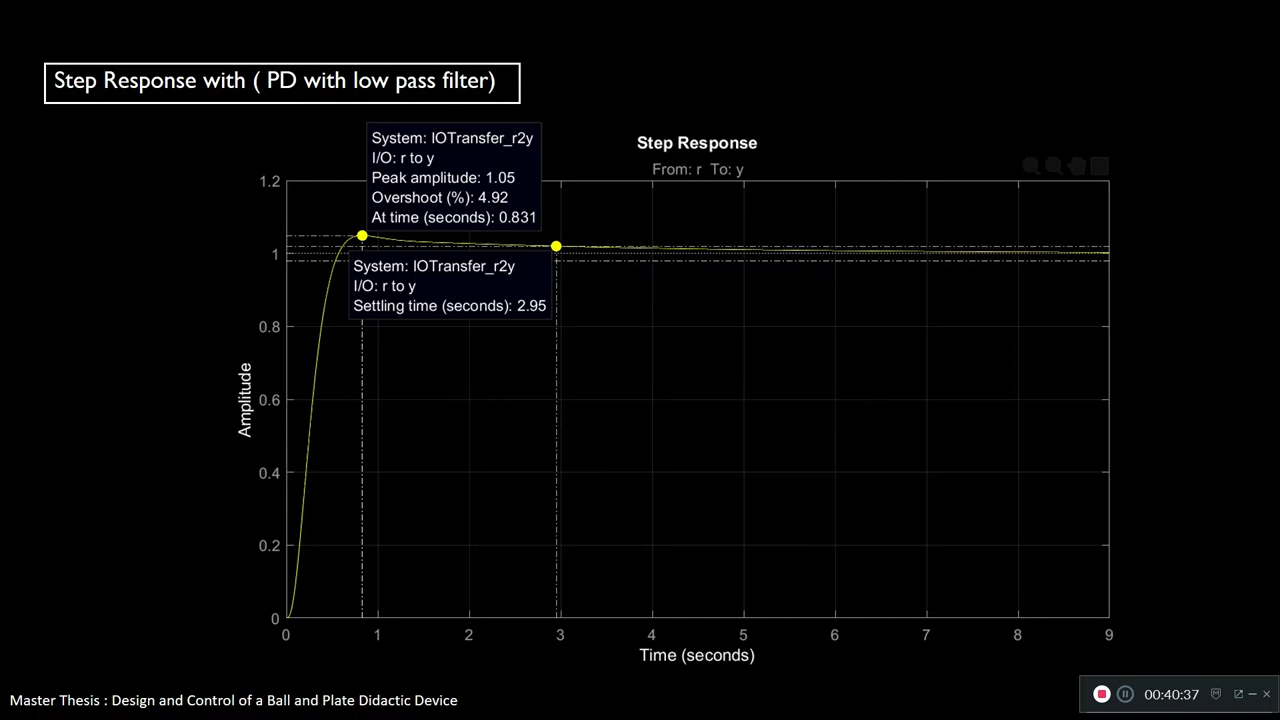 Step Response with ( PD with low pass filter)
System: IOTransfer_r2y
I/O: r to y
Peak amplitude: 1.05
Overshoot (%): 4.92
At time (seconds): 0.831
Step Response
From: r To: y
System: IOTransfer_r2y
I/O: r to y
Settling time (seconds): 2.95
1.2
1
0.8
0.6
0.4
0.2
0
Amplitude
0 1 2 3 4 5 6 7 8 9
Time (seconds)
Master Thesis : Design and Control of a Ball and Plate Didactic Device
00:40:37